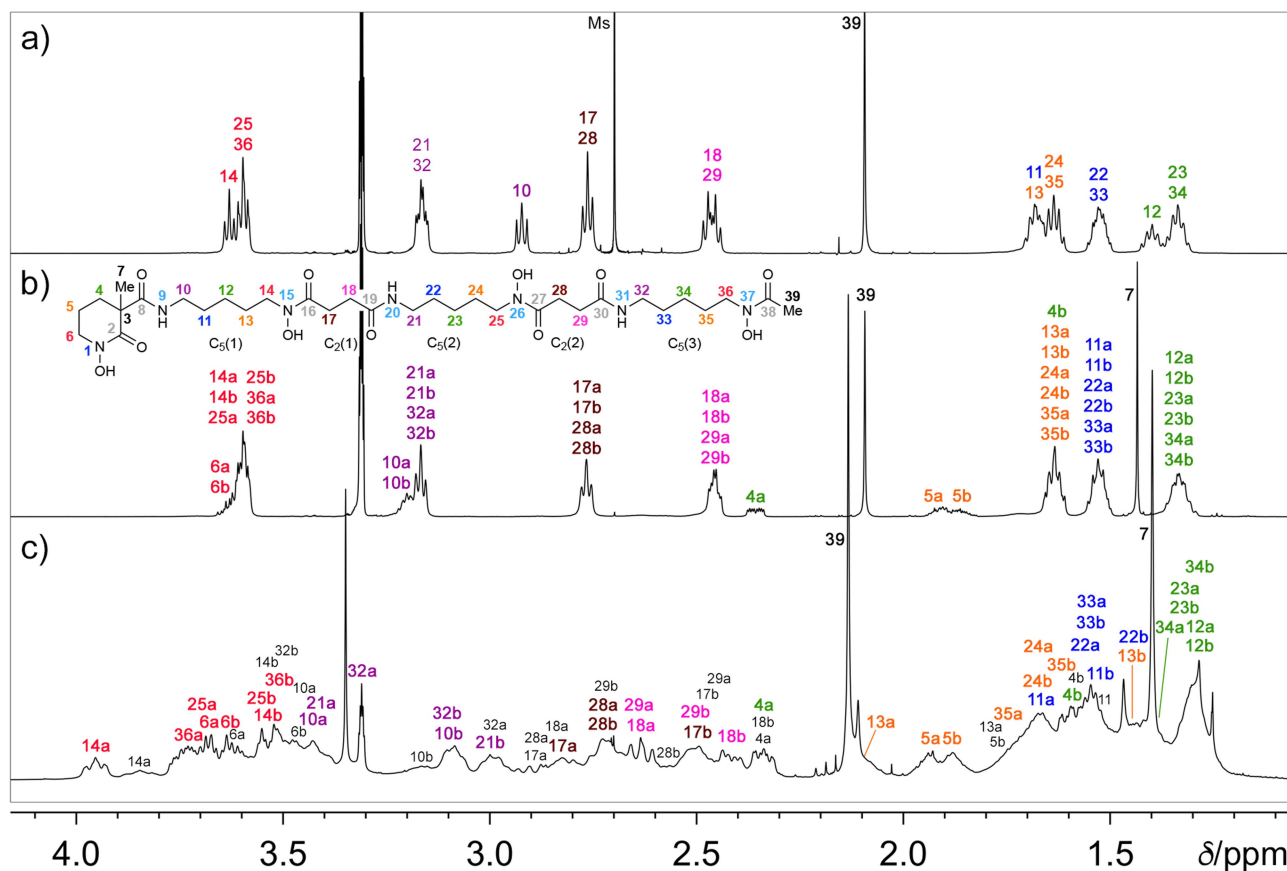 a)
Ms
39
25
36
14
21
32
10
17
28
18
29
11
13
24
35
22
33
12
23
34
b)
7
Me
O
O
4
3
8
9
N
H
10
12
14
15
N
OH
O
18
19
O
H
N
20
22
24
OH
N
26
27
O
28
O
30
31
N
H
32
34
36
37
N
OH
O
38
39
Me
5
6
2
O
1
N
OH
11
13
16
17
21
23
25
29
33
35
C5(1)
C2(1)
C5(2)
C2(2)
C5(3)
14a 25b
14b 36a
25a 36b
6a
6b
21a
21b
32a
32b
10a
10b
17a
17b
28a
28b
18a
18b
29a
29b
4a
39
5a 5b
4b
13a
13b
24a
24b
35a
35b
11a
11b
22a
22b
33a
33b
7
12a
12b
23a
23b
34a
34b
c)
14a
14a
36a
25a
6a
6b
6a
25b
14b
14b
32b
36b
10a
6b
21a
10a
32a
10b
32b
10b
32a
21b
28a
17a
18a
17a
29b
28a
28b
29a
18a
28b
29a
17b
29b
17b
18b
4a
18b
4a
39
13a
5a 5b
13a
5b
35a
24a
24b
11a
35b
4b
4b
33a
33b
22a
11b
11
22b
13b
7
34a
34b
23a
23b
12a
12b
4.0 3.5 3.0 2.5 2.0 1.5 δ/ppm